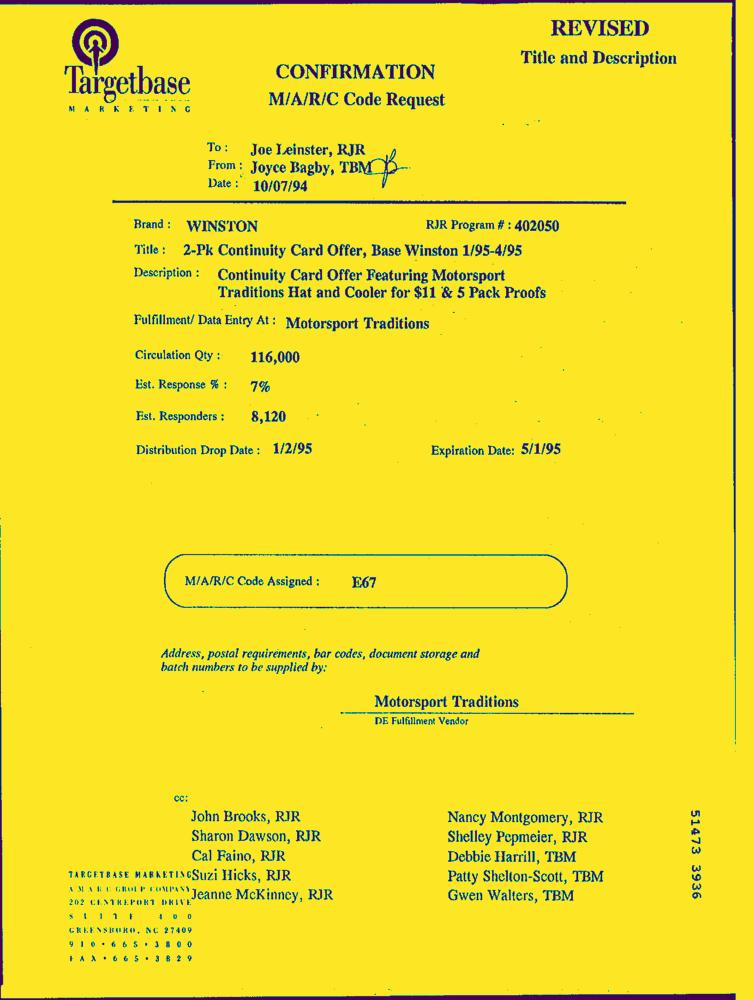 REVISED
Title and Description
Targetbase
MARKETING
CONFIRMATION
M/A/R/C Code Request
To : Joe Leinster, RJR
From : Joyce Bagby, TBM
Date : 10/07/94
Brand : WINSTON RJR Program # : 402050
Title : 2-Pk Continuity Card Offer, Base Winston 1/95-4/95
Description : Continuity Card Offer Featuring Motorsport
Traditions Hat and Cooler for $11 & 5 Pack Proofs
Fulfillment/ Data Entry At : Motorsport Traditions
Circulation Qty : 116,000
Est. Response % : 7%
Est. Responders : 8,120
Distribution Drop Date : 1/2/95 Expiration Date: 5/1/95
M/A/R/C Code Assigned : E67
Address, postal requirements, bar codes, document storage and
batch numbers to be supplied by:
Motorsport Traditions
DE Fulfillment Vendor
cc:
John Brooks, RJR
Sharon Dawson, RJR
Cal Faino, RJR
Suzi Hicks, RJR
Jeanne McKinney, RJR
Nancy Montgomery, RJR
Shelley Pepmeier, RJR
Debbie Harrill, TBM
Patty Shelton-Scott, TBM
Gwen Walters, TBM
TARGETBASE MARKETING
A M/A/R/C GROUP COMPANY
202 CENTREPORT DRIVE
SUITE 400
GREENSBORO, NC 27409
910·665·3800
FAX·665·3829
51473 3936